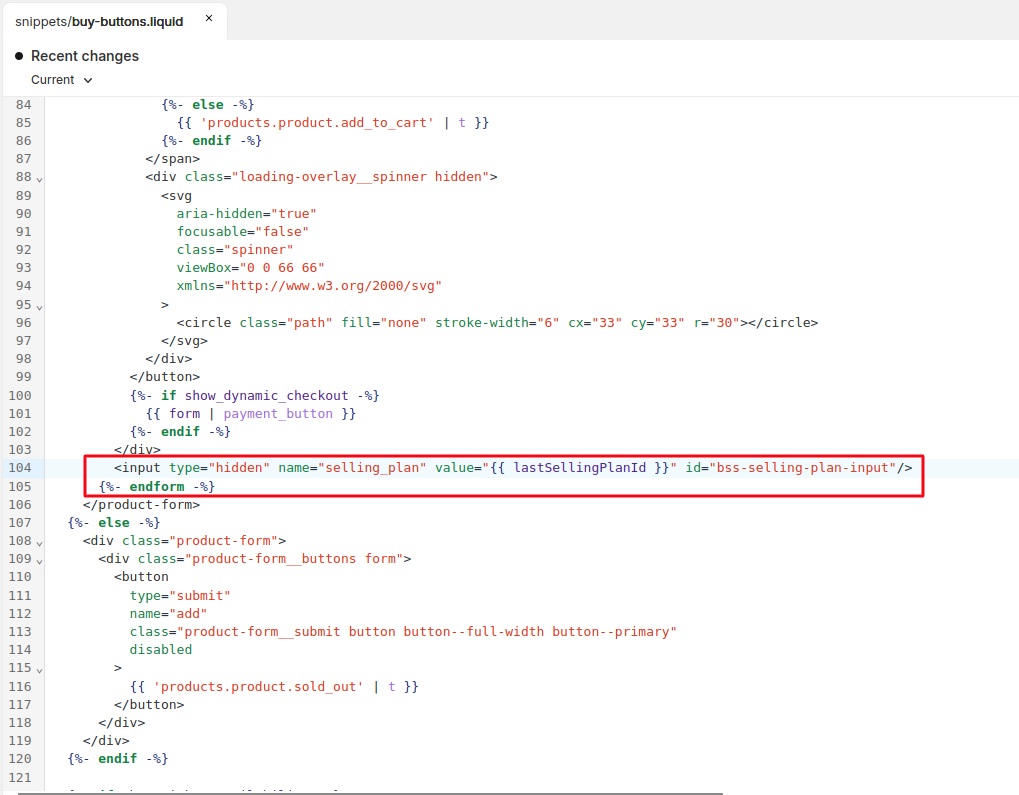 snippets/buy-buttons.liquid ×
Recent changes
Current
84 {%- else -%}
85 {{ 'products.product.add_to_cart' | t }}
86 {%- endif -%}
87 </span>
88 <div class="loading-overlay__spinner hidden">
89 <svg
90 aria-hidden="true"
91 focusable="false"
92 class="spinner"
93 viewBox="0 0 66 66"
94 xmlns="http://www.w3.org/2000/svg"
95 >
96 <circle class="path" fill="none" stroke-width="6" cx="33" cy="33" r="30"></circle>
97 </svg>
98 </div>
99 </button>
100 {%- if show_dynamic_checkout -%}
101 {{ form | payment_button }}
102 {%- endif -%}
103 </div>
104 <input type="hidden" name="selling_plan" value="{{ lastSellingPlanId }}" id="bss-selling-plan-input"/>
105 {%- endform -%}
106 </product-form>
107 {%- else -%}
108 <div class="product-form">
109 <div class="product-form__buttons form">
110 <button
111 type="submit"
112 name="add"
113 class="product-form__submit button button--full-width button--primary"
114 disabled
115 >
116 {{ 'products.product.sold_out' | t }}
117 </button>
118 </div>
119 </div>
120 {%- endif -%}
121